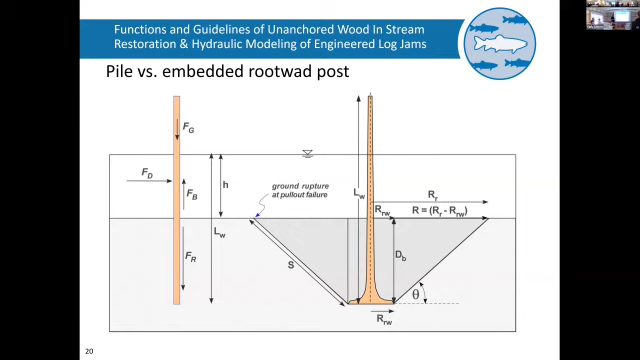 Functions and Guidelines of Unanchored Wood In Stream
Restoration & Hydraulic Modeling of Engineered Log Jams
Pile vs. embedded rootwad post
F_G
F_D
F_B
h
L_w
F_R
ground rupture
at pullout failure
L_w
R_r
R_rw
R = (R_r - R_rw)
S
D_b
θ
R_rw
20